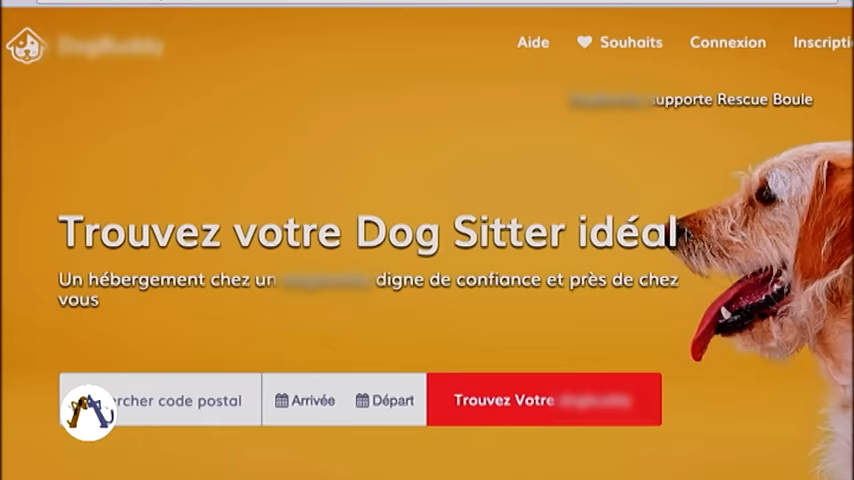 Aide Souhaits Connexion Inscripti
supporte Rescue Boule
Trouvez votre Dog Sitter idéal
Un hébergement chez un digne de confiance et près de chez
vous
rcher code postal Arrivée Départ Trouvez Votre